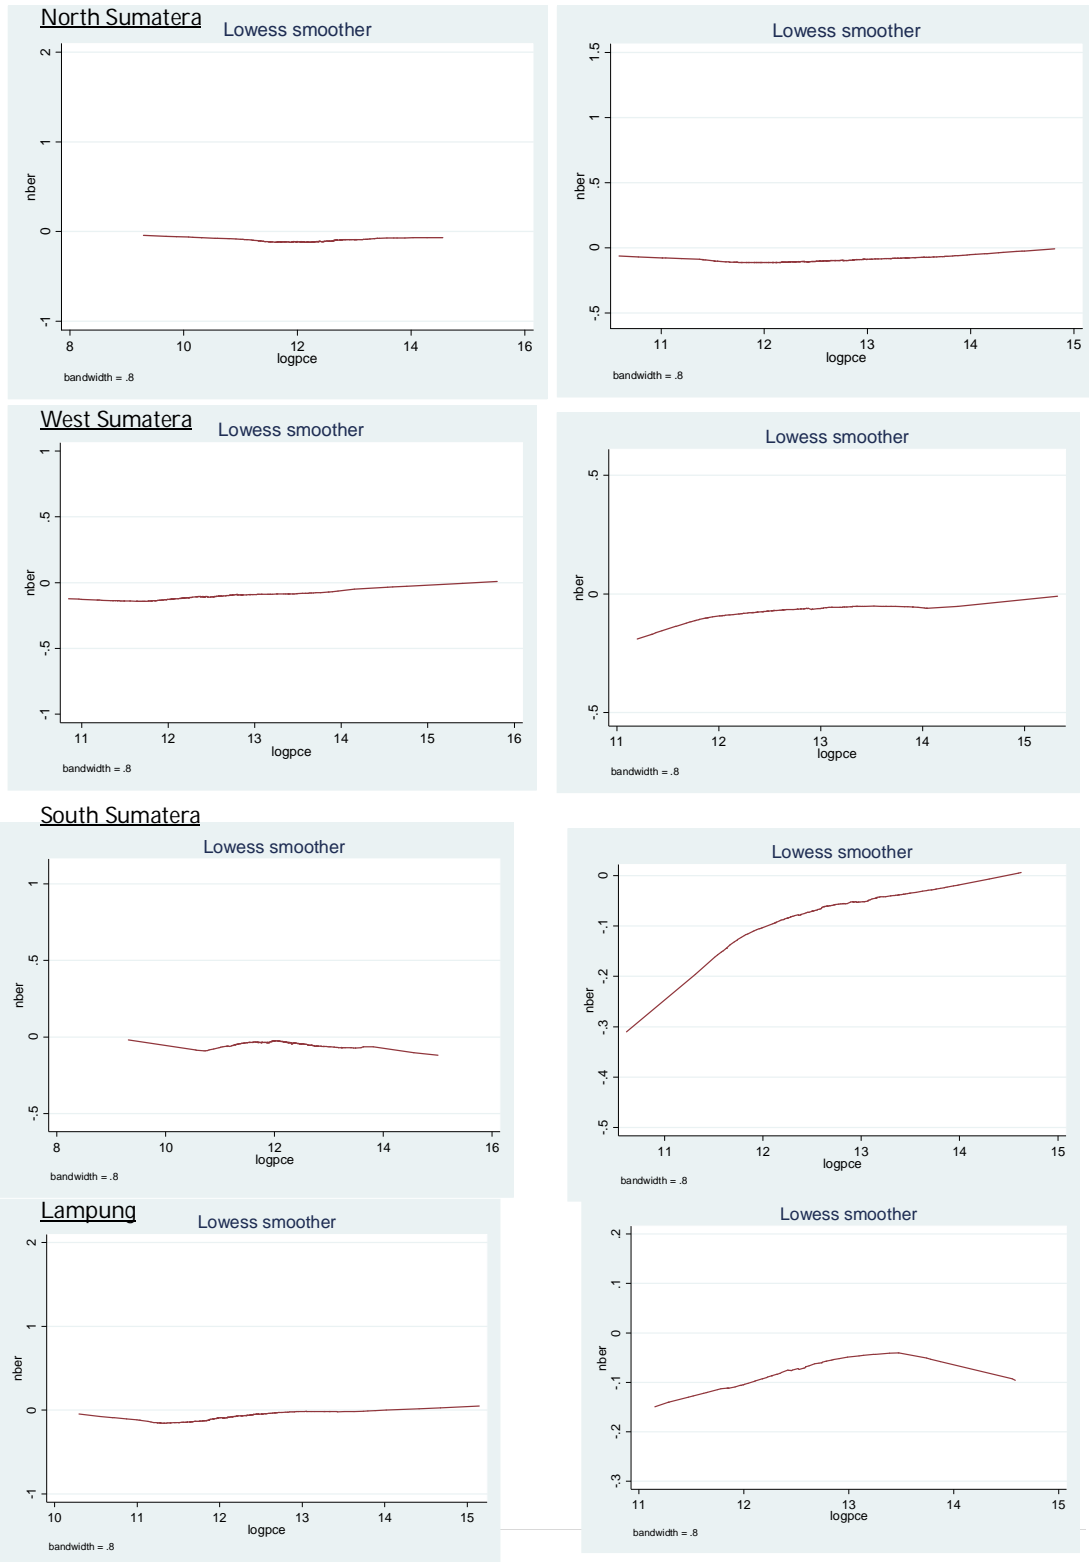 North Sumatera
Lowess smoother
2
1
0
-1
nber
8 10 12 14 16
logpce
bandwidth = .8
Lowess smoother
1.5
1
.5
0
-.5
nber
11 12 13 14 15
logpce
bandwidth = .8
West Sumatera
Lowess smoother
1
.5
0
-.5
-1
nber
11 12 13 14 15 16
logpce
bandwidth = .8
Lowess smoother
.5
0
-.5
nber
11 12 13 14 15
logpce
bandwidth = .8
South Sumatera
Lowess smoother
1
.5
0
-.5
nber
8 10 12 14 16
logpce
bandwidth = .8
Lowess smoother
0
-.1
-.2
-.3
-.4
-.5
nber
11 12 13 14 15
logpce
bandwidth = .8
Lampung
Lowess smoother
2
1
0
-1
nber
10 11 12 13 14 15
logpce
bandwidth = .8
Lowess smoother
.2
.1
0
-.1
-.2
-.3
nber
11 12 13 14 15
logpce
bandwidth = .8